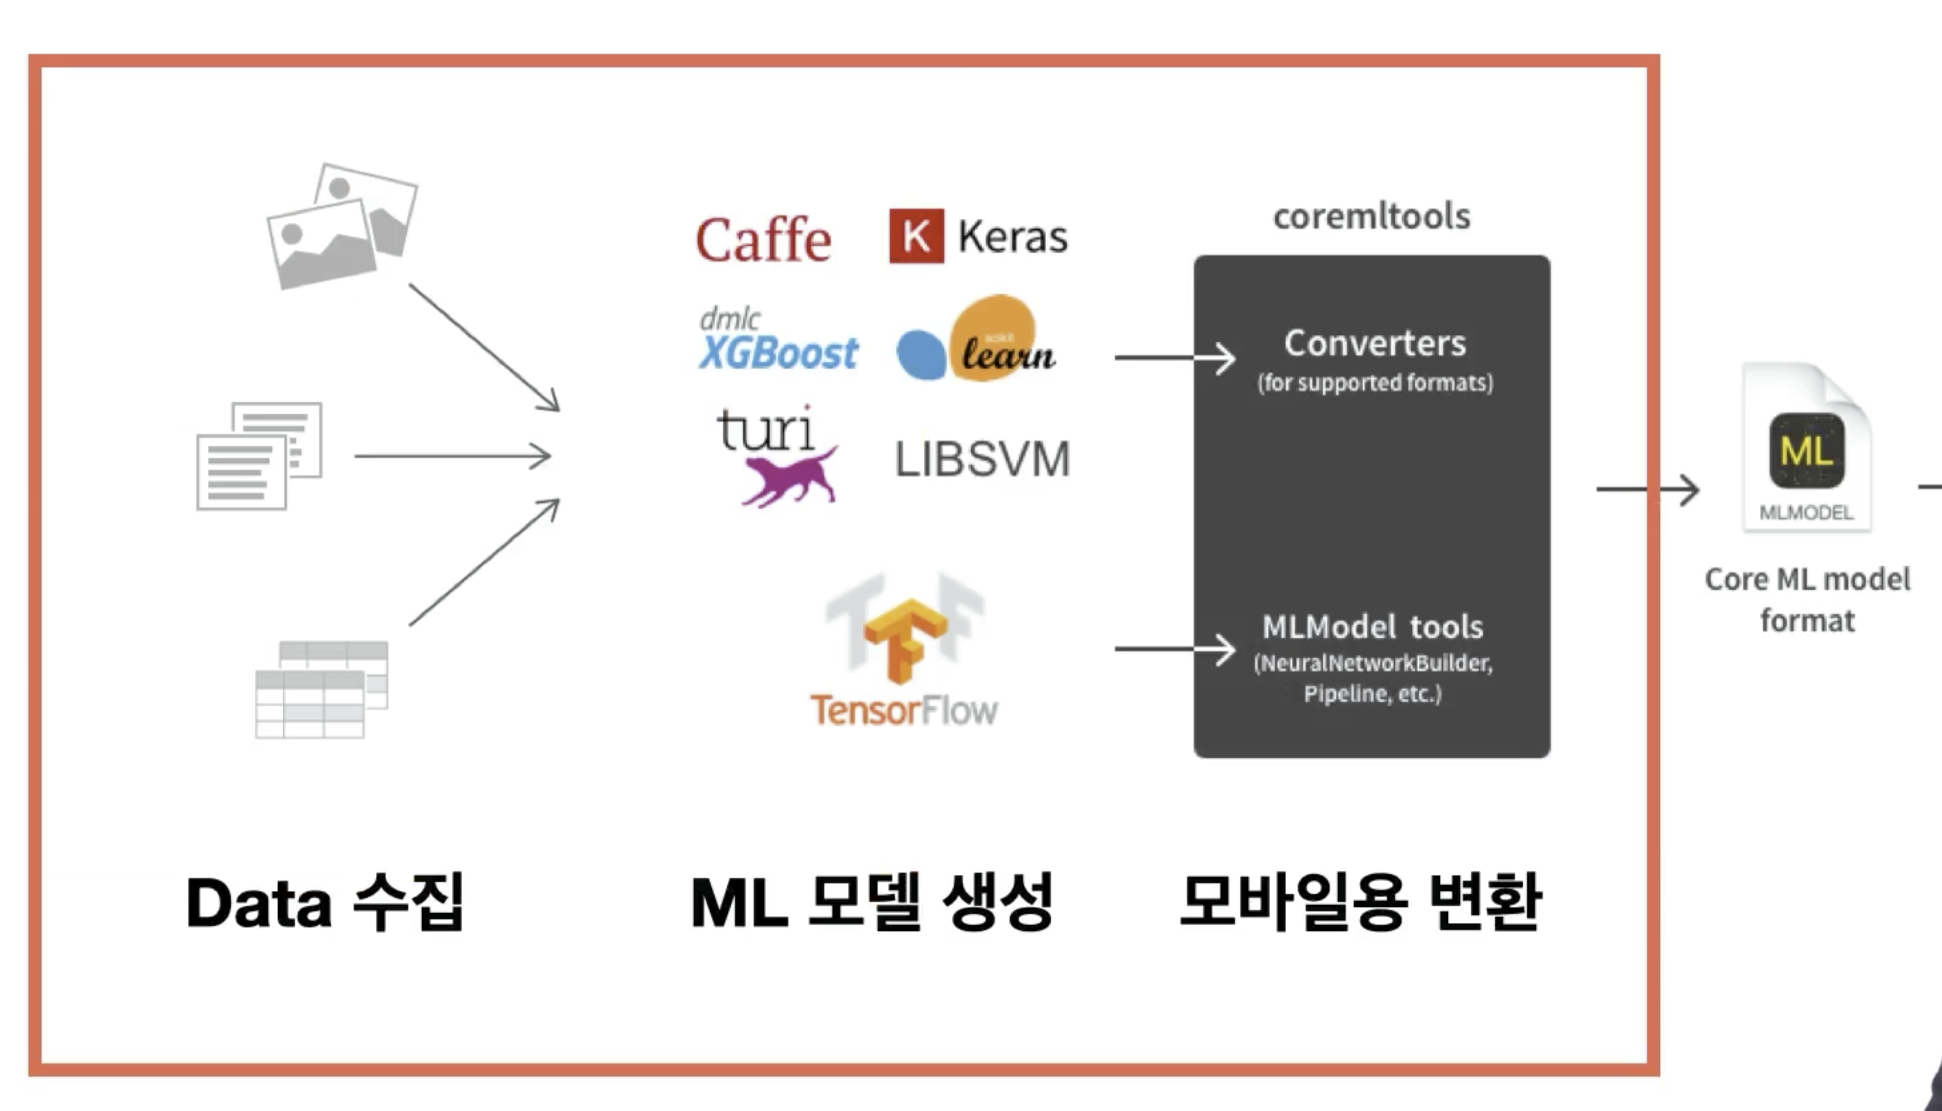 Caffe
K Keras
dmlc
XGBoost
scikit
learn
turi
LIBSVM
TensorFlow
coremltools
Converters
(for supported formats)
MLModel tools
(NeuralNetworkBuilder,
Pipeline, etc.)
ML
MLMODEL
Core ML model
format
Data 수집
ML 모델 생성
모바일용 변환